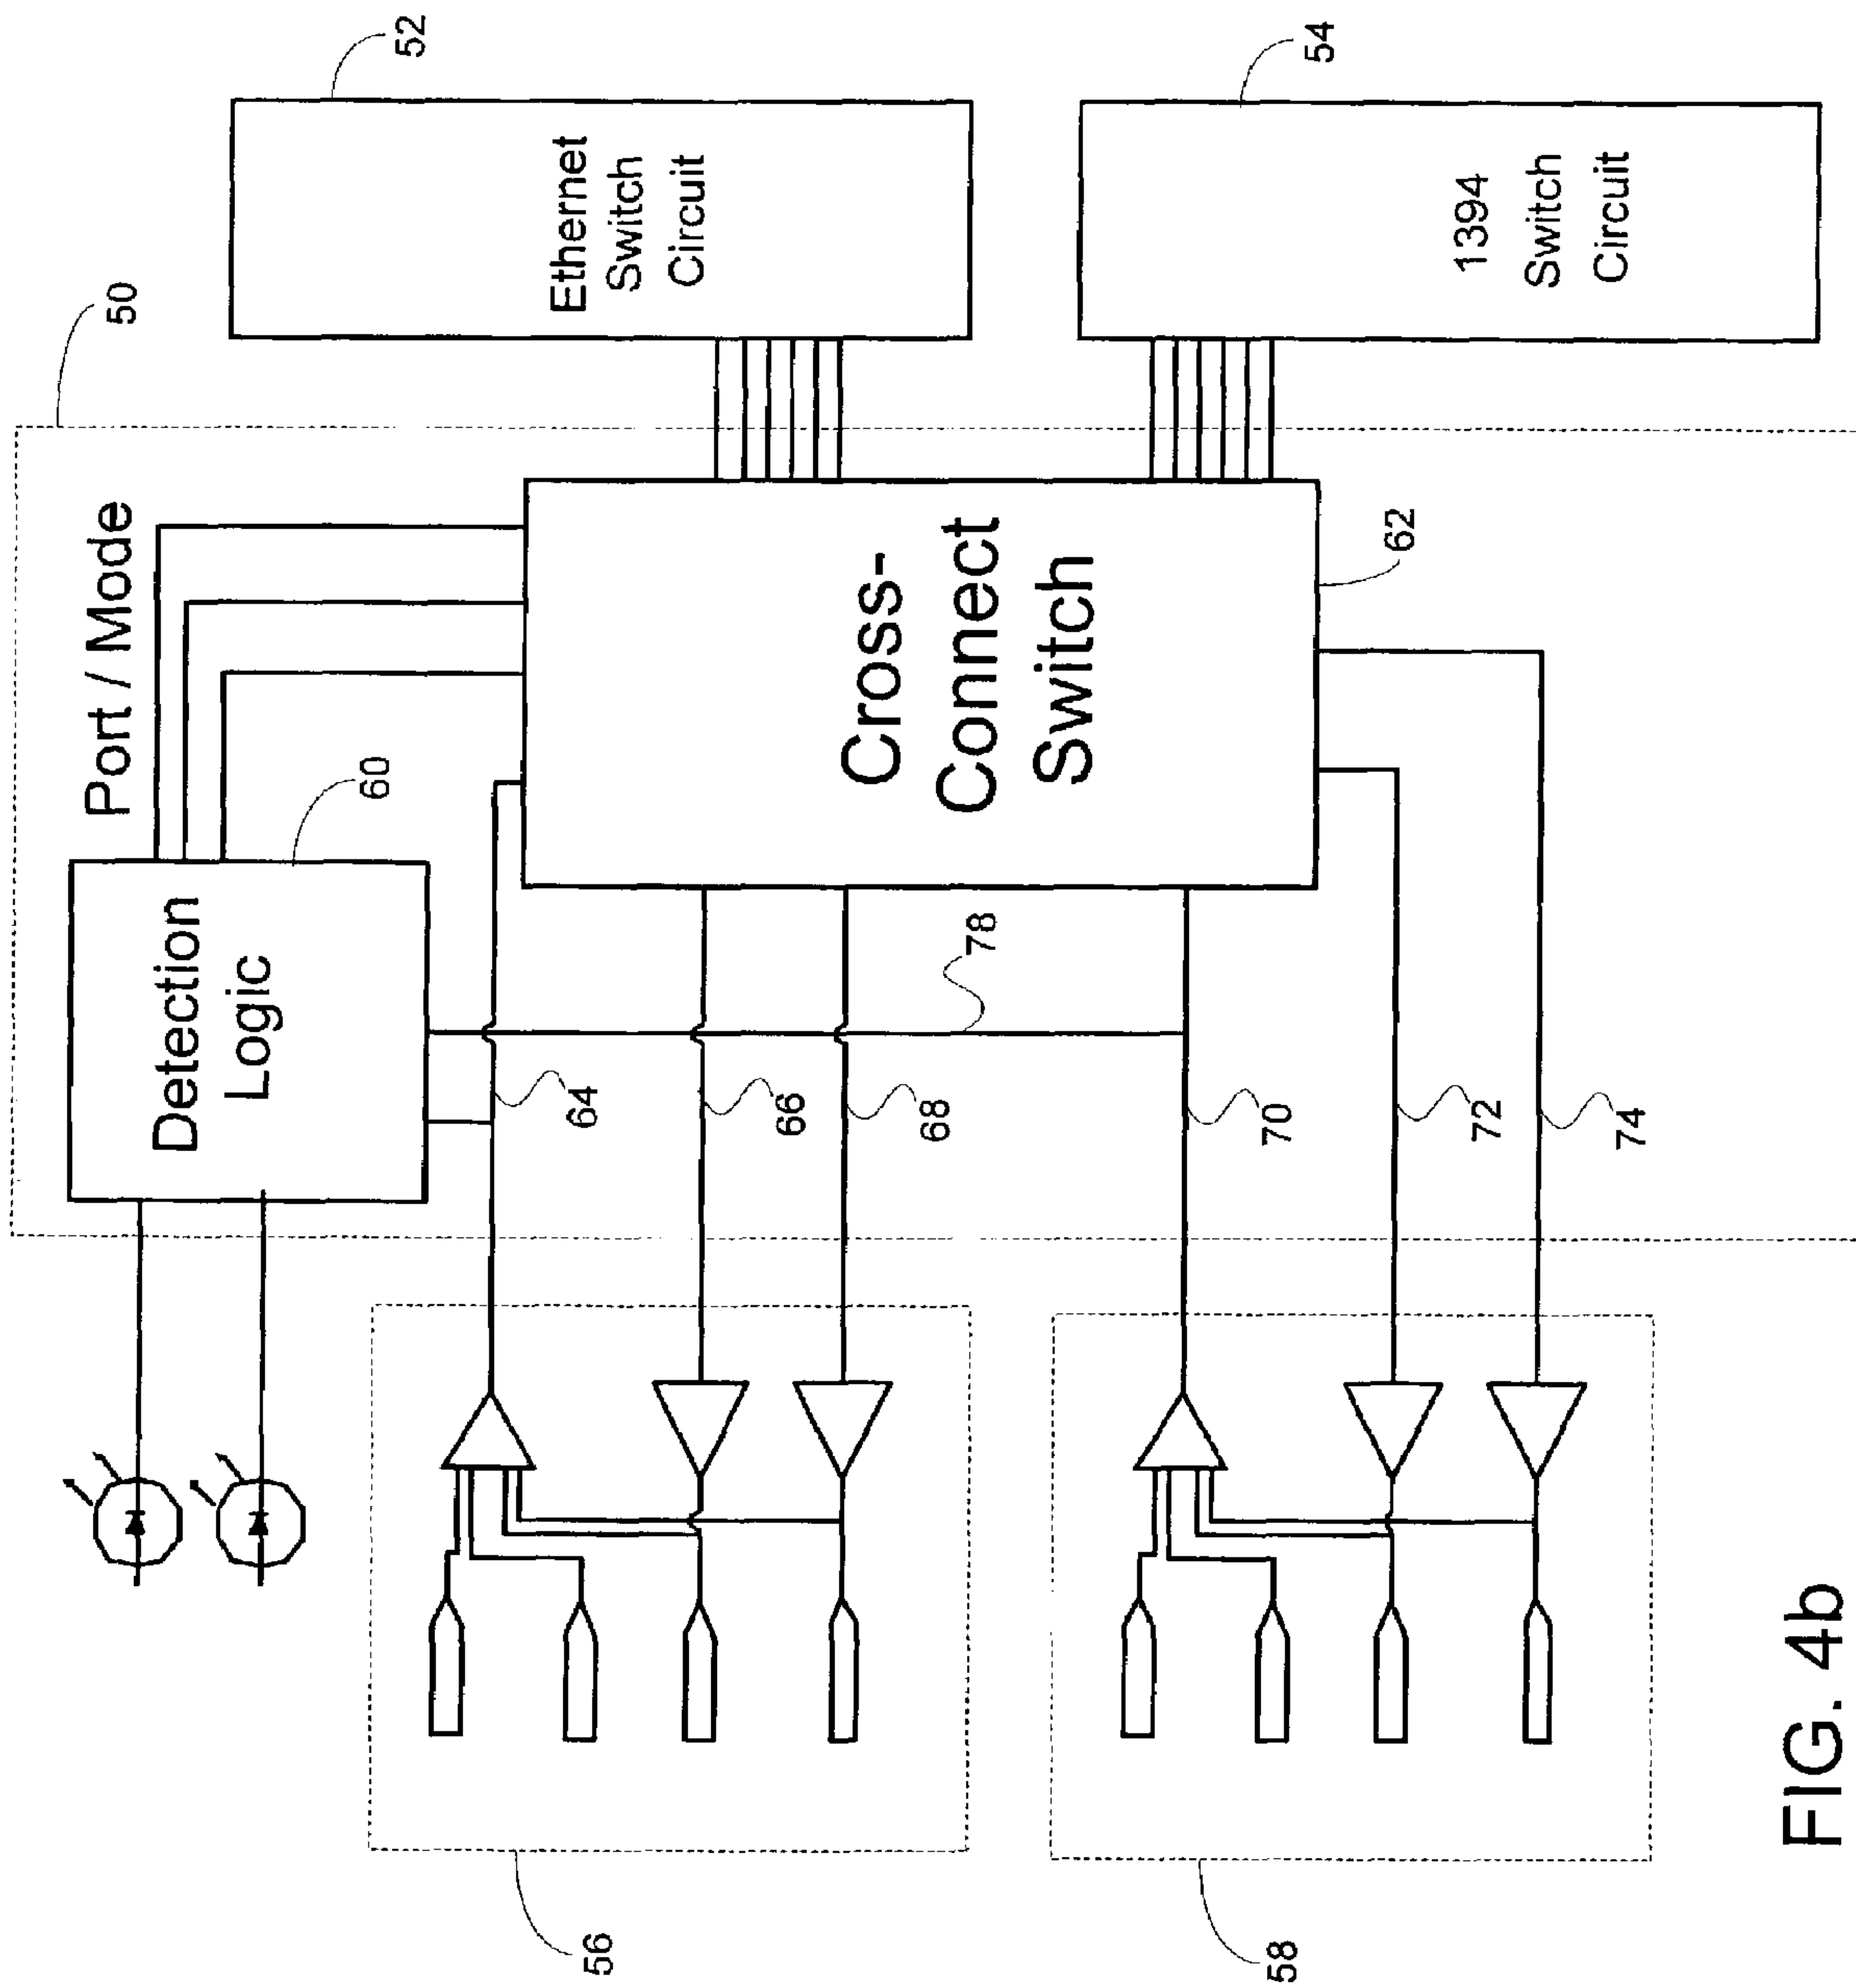 52
54
50
Ethernet
Switch
Circuit
1394
Switch
Circuit
Port / Mode
62
60
Cross-
Connect
Switch
Detection
Logic
78
64
66
68
70
72
74
56
58
FIG. 4b